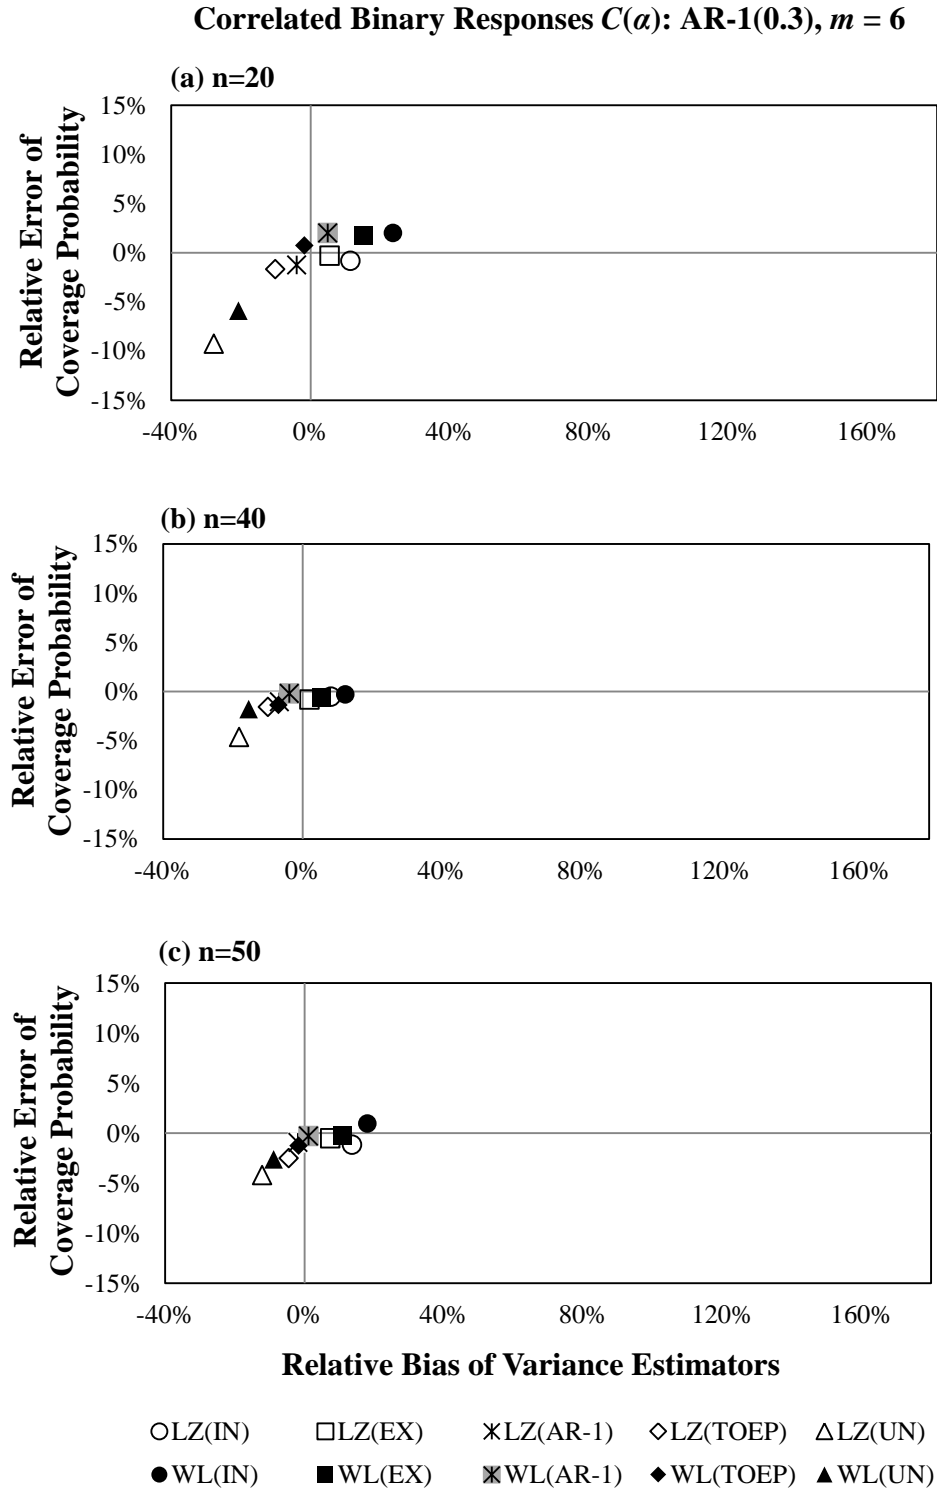 Correlated Binary Responses C(α): AR-1(0.3), m = 6
(a) n=20
15%
10%
5%
0%
-5%
-10%
-15%
Relative Error of
Coverage Probability
-40% 0% 40% 80% 120% 160%
(b) n=40
15%
10%
5%
0%
-5%
-10%
-15%
Relative Error of
Coverage Probability
-40% 0% 40% 80% 120% 160%
(c) n=50
15%
10%
5%
0%
-5%
-10%
-15%
Relative Error of
Coverage Probability
-40% 0% 40% 80% 120% 160%
Relative Bias of Variance Estimators
LZ(IN) LZ(EX) LZ(AR-1) LZ(TOEP) LZ(UN)
WL(IN) WL(EX) WL(AR-1) WL(TOEP) WL(UN)